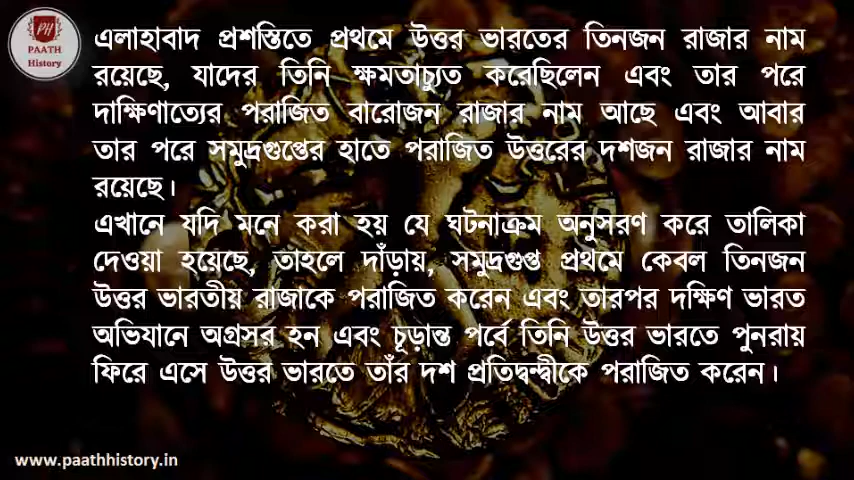 PH
PAATH
History
এলাহাবাদ প্রশস্তিতে প্রথমে উত্তর ভারতের তিনজন রাজার নাম
রয়েছে, যাদের তিনি ক্ষমতাচ্যুত করেছিলেন এবং তার পরে
দাক্ষিণাত্যের পরাজিত বারোজন রাজার নাম আছে এবং আবার
তার পরে সমুদ্রগুপ্তের হাতে পরাজিত উত্তরের দশজন রাজার নাম
রয়েছে।
এখানে যদি মনে করা হয় যে ঘটনাক্রম অনুসরণ করে তালিকা
দেওয়া হয়েছে, তাহলে দাঁড়ায়, সমুদ্রগুপ্ত প্রথমে কেবল তিনজন
উত্তর ভারতীয় রাজাকে পরাজিত করেন এবং তারপর দক্ষিণ ভারত
অভিযানে অগ্রসর হন এবং চূড়ান্ত পর্বে তিনি উত্তর ভারতে পুনরায়
ফিরে এসে উত্তর ভারতে তাঁর দশ প্রতিদ্বন্দ্বীকে পরাজিত করেন।
www.paathhistory.in